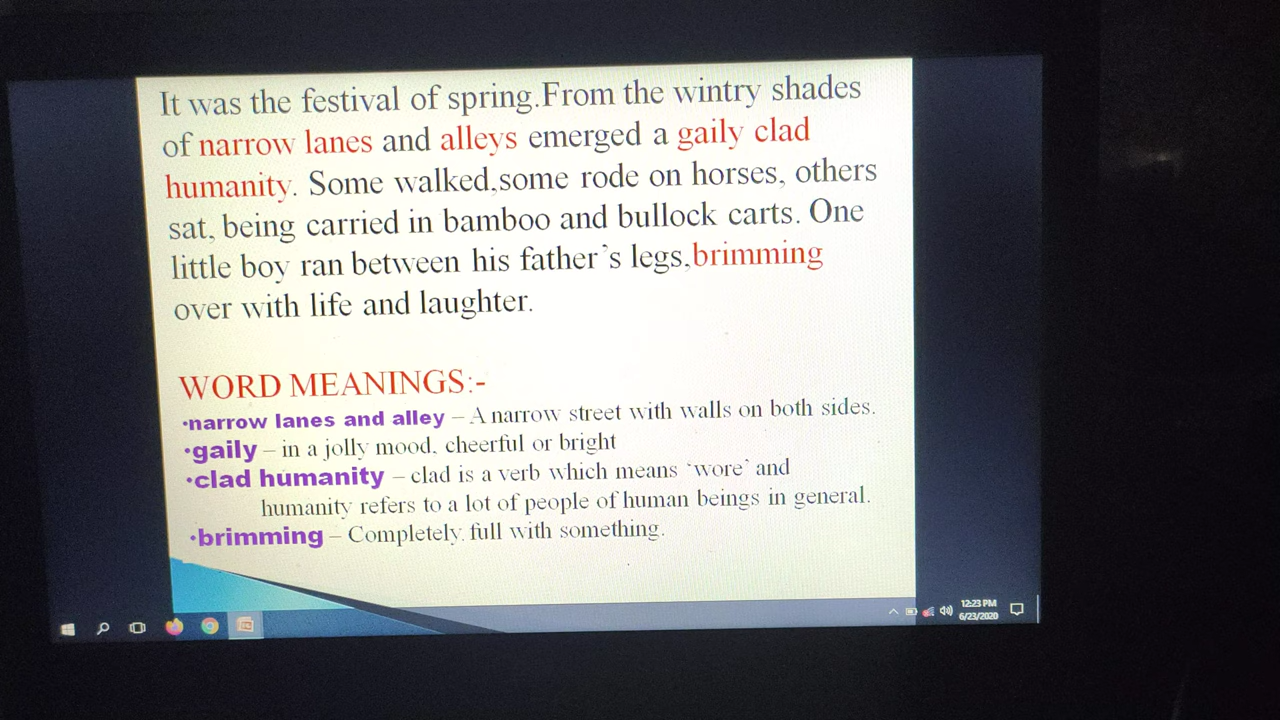 It was the festival of spring.From the wintry shades
of narrow lanes and alleys emerged a gaily clad
humanity. Some walked,some rode on horses, others
sat, being carried in bamboo and bullock carts. One
little boy ran between his father's legs,brimming
over with life and laughter.
WORD MEANINGS:-
•narrow lanes and alley – A narrow street with walls on both sides.
•gaily – in a jolly mood, cheerful or bright
•clad humanity – clad is a verb which means ‘wore’ and
humanity refers to a lot of people of human beings in general.
•brimming – Completely. full with something.
12:23 PM
6/23/2020